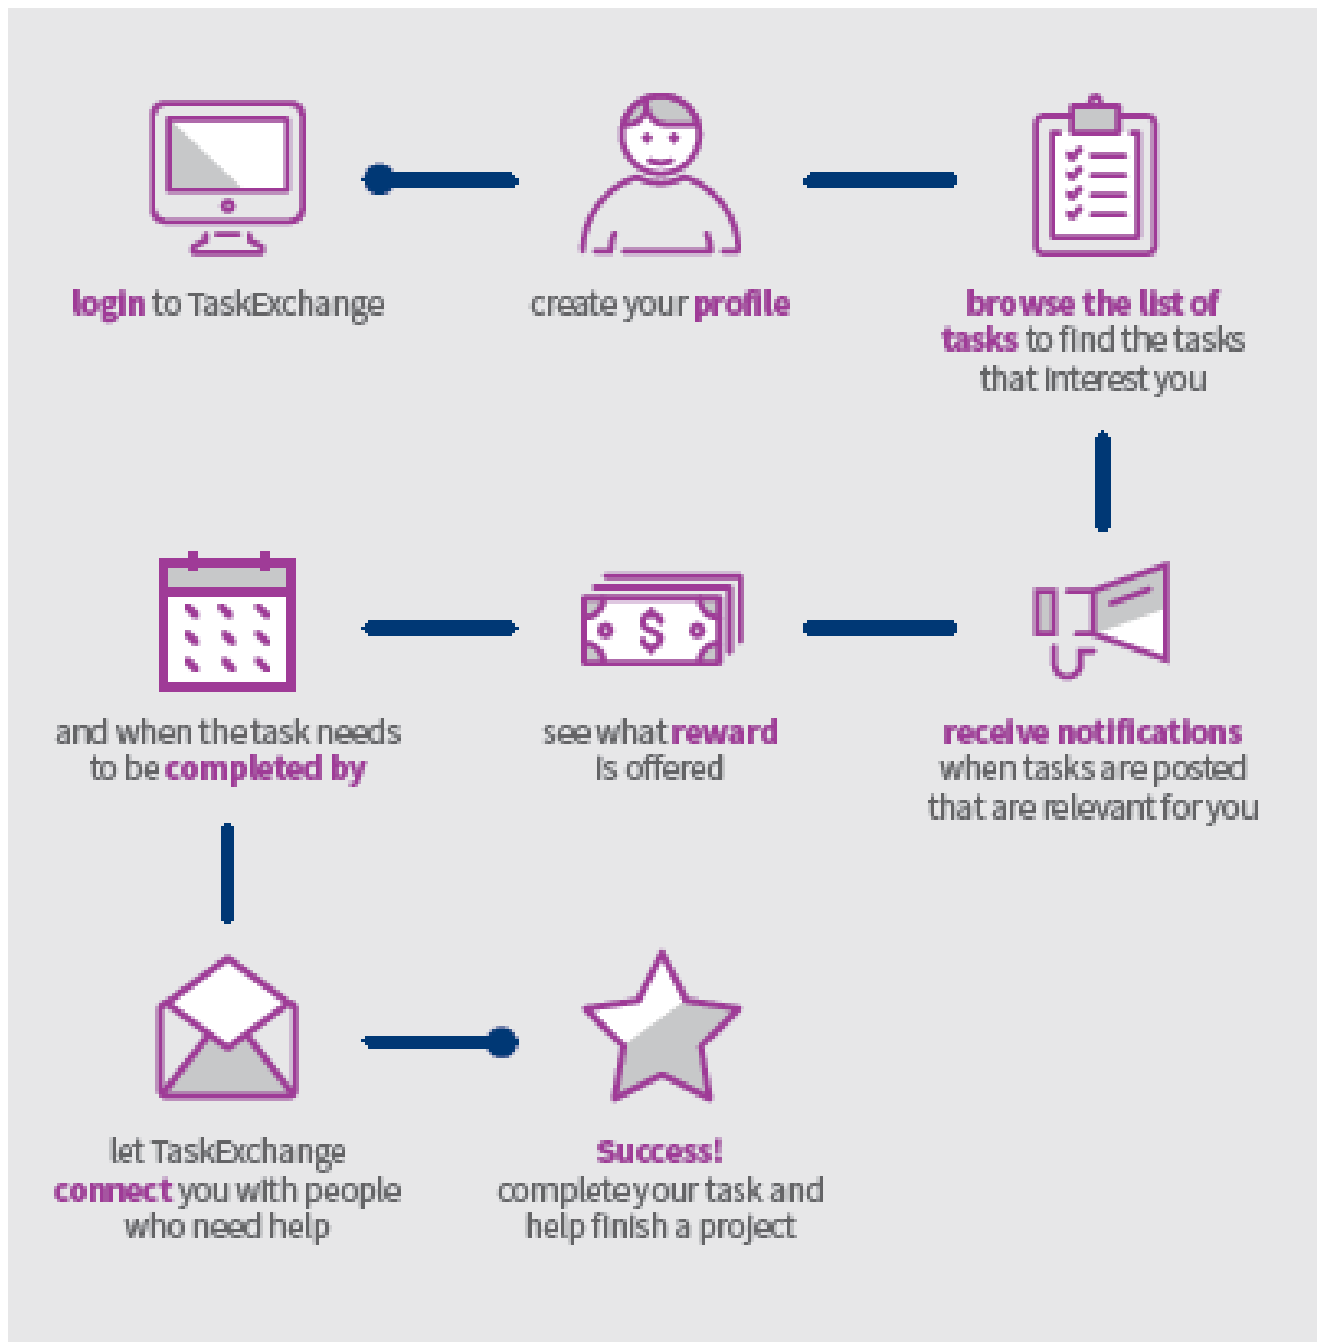 login to TaskExchange
create your profile
browse the list of
tasks to find the tasks
that interest you
receive notifications
when tasks are posted
that are relevant for you
see what reward
is offered
and when the task needs
to be completed by
let TaskExchange
connect you with people
who need help
Success!
complete your task and
help finish a project